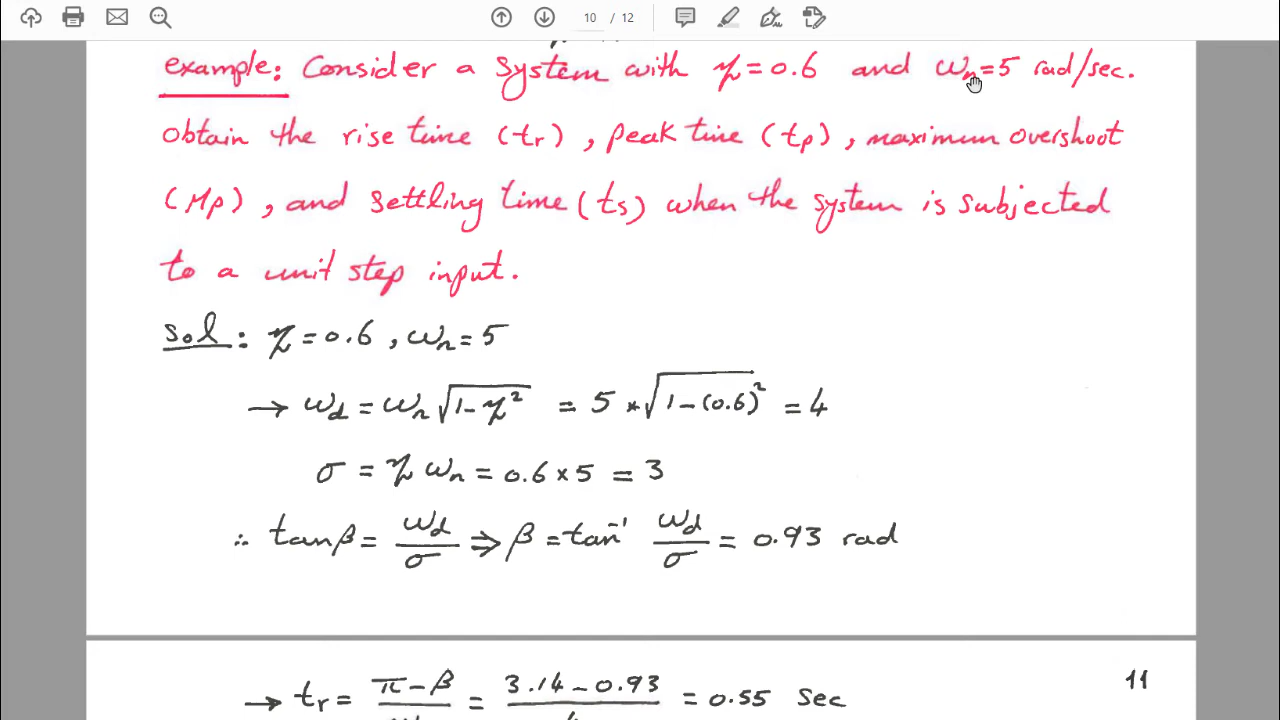 10 / 12
example: Consider a system with ζ = 0.6 and ωn=5 rad/sec.
obtain the rise time (tr), peak time (tp), maximum overshoot
(Mp), and settling time (ts) when the system is subjected
to a unit step input.
sol: ζ = 0.6, ωn = 5
→ ωd = ωn √(1-ζ²) = 5 * √(1-(0.6)²) = 4
σ = ζ ωn = 0.6 × 5 = 3
∴ tanβ = ωd/σ ⇒ β = tan⁻¹ ωd/σ = 0.93 rad
11
→ tr = π-β / = 3.14-0.93 / = 0.55 sec